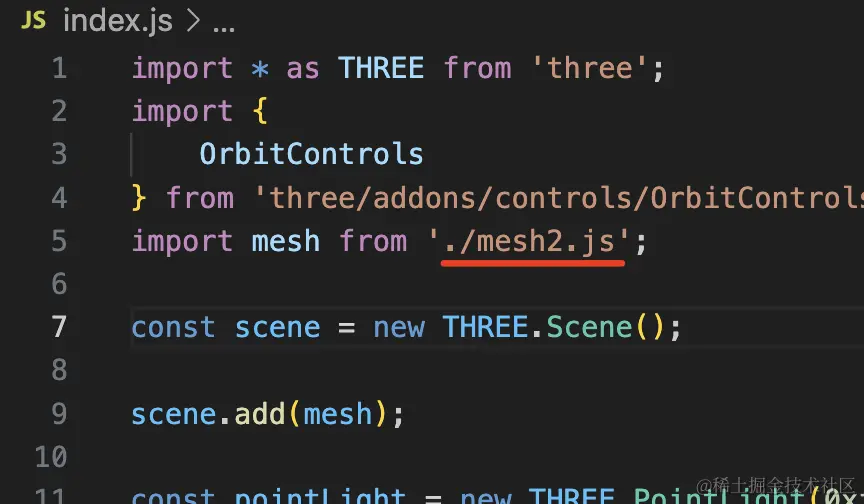 JS index.js > ...
1 import * as THREE from 'three';
2 import {
3 OrbitControls
4 } from 'three/addons/controls/OrbitControls
5 import mesh from './mesh2.js';
6
7 const scene = new THREE.Scene();
8
9 scene.add(mesh);
10
11 const pointLight = new THREE.PointLight(0x
@稀土掘金技术社区